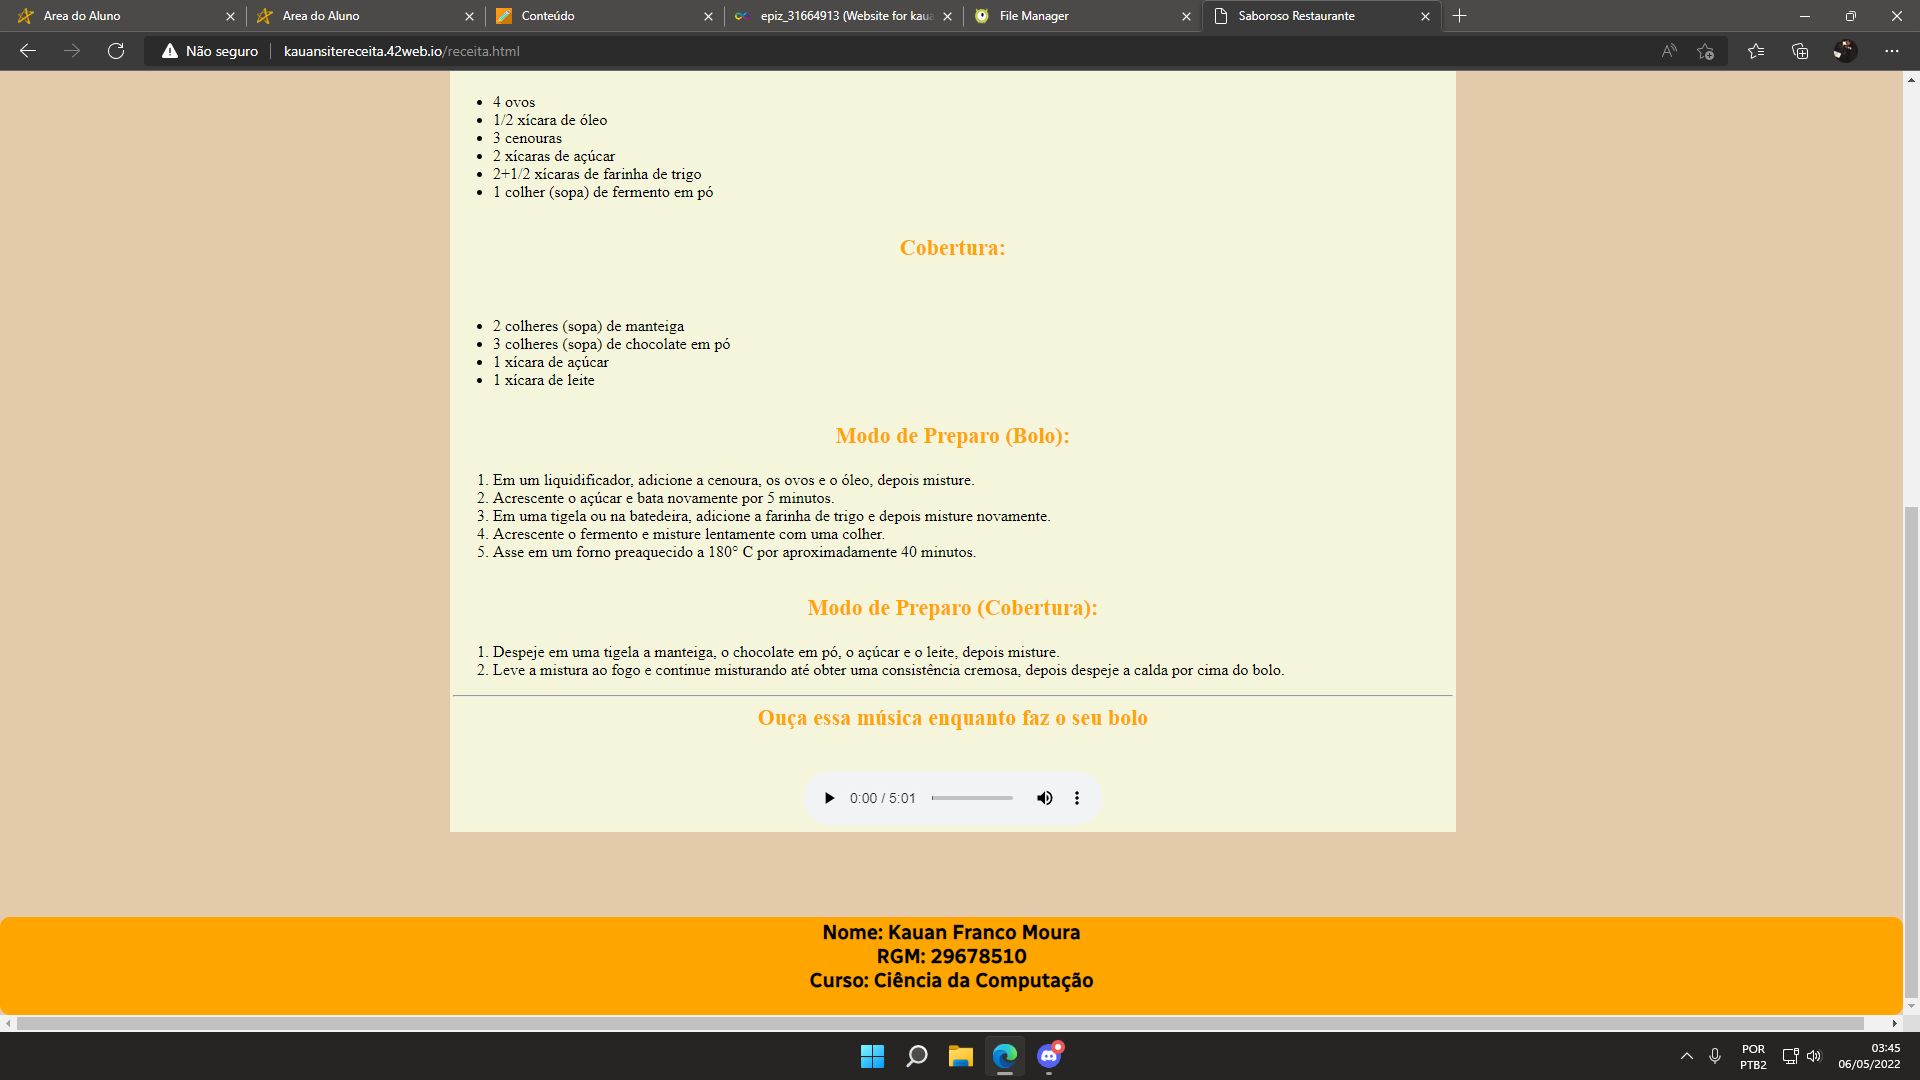 Area do Aluno
Area do Aluno
Conteúdo
epiz_31664913 (Website for kaua
File Manager
Saboroso Restaurante
Não seguro
kauansitereceita.42web.io/receita.html
4 ovos
1/2 xícara de óleo
3 cenouras
2 xícaras de açúcar
2+1/2 xícaras de farinha de trigo
1 colher (sopa) de fermento em pó
Cobertura:
2 colheres (sopa) de manteiga
3 colheres (sopa) de chocolate em pó
1 xícara de açúcar
1 xícara de leite
Modo de Preparo (Bolo):
1. Em um liquidificador, adicione a cenoura, os ovos e o óleo, depois misture.
2. Acrescente o açúcar e bata novamente por 5 minutos.
3. Em uma tigela ou na batedeira, adicione a farinha de trigo e depois misture novamente.
4. Acrescente o fermento e misture lentamente com uma colher.
5. Asse em um forno preaquecido a 180° C por aproximadamente 40 minutos.
Modo de Preparo (Cobertura):
1. Despeje em uma tigela a manteiga, o chocolate em pó, o açúcar e o leite, depois misture.
2. Leve a mistura ao fogo e continue misturando até obter uma consistência cremosa, depois despeje a calda por cima do bolo.
Ouça essa música enquanto faz o seu bolo
0:00 / 5:01
Nome: Kauan Franco Moura
RGM: 29678510
Curso: Ciência da Computação
POR
PTB2
03:45
06/05/2022